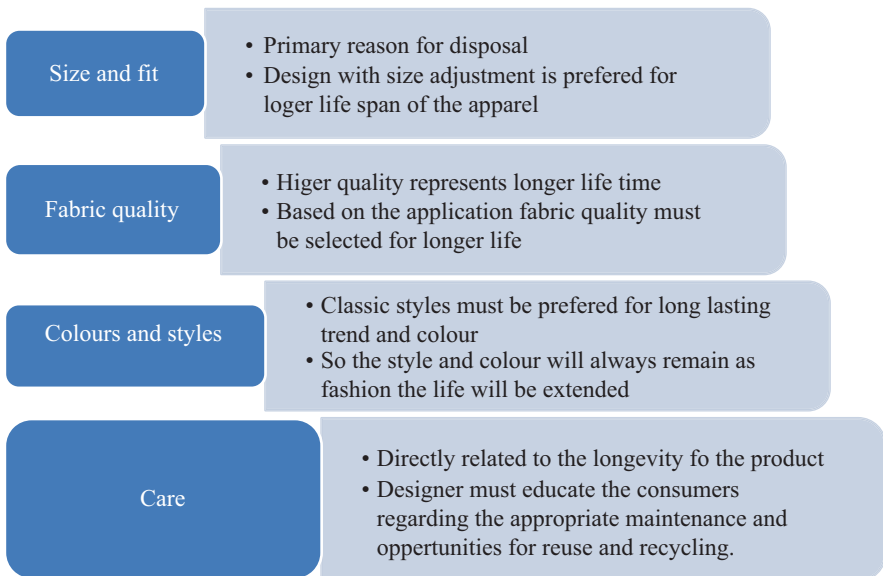 Size and fit
• Primary reason for disposal
• Design with size adjustment is prefered for
loger life span of the apparel
Fabric quality
• Higer quality represents longer life time
• Based on the application fabric quality must
be selected for longer life
Colours and styles
• Classic styles must be prefered for long lasting
trend and colour
• So the style and colour will always remain as
fashion the life will be extended
Care
• Directly related to the longevity fo the product
• Designer must educate the consumers
regarding the appropriate maintenance and
oppertunities for reuse and recycling.